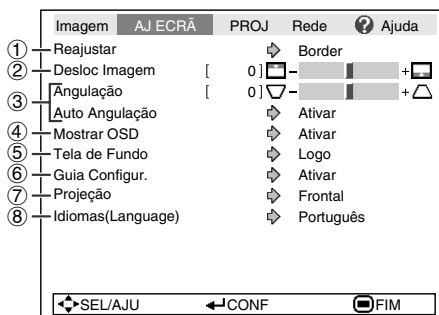 Imagem AJ ECRÃ PROJ Rede ? Ajuda
① Reajustar Border
② Desloc Imagem [ 0 ] - +
③ Angulação [ 0 ] - +
Auto Angulação Ativar
④ Mostrar OSD Ativar
⑤ Tela de Fundo Logo
⑥ Guia Configur. Ativar
⑦ Projeção Frontal
⑧ Idiomas(Language) Português
SEL/AJU CONF FIM